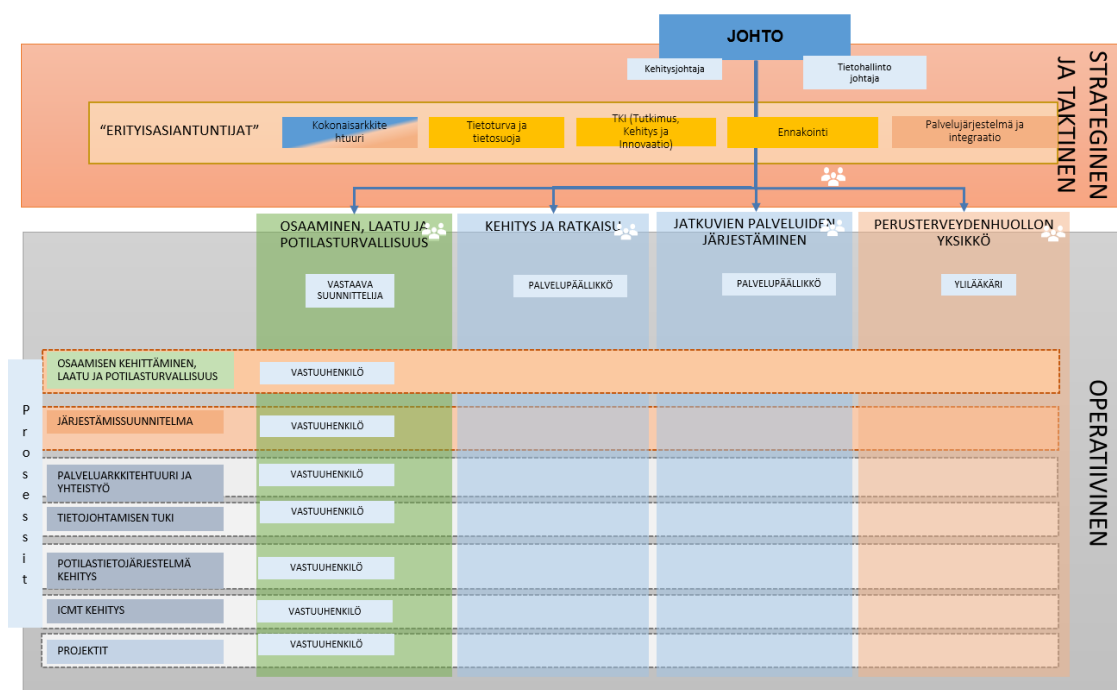 JOHTO
Kehitysjohtaja
Tietohallinto
johtaja
STRATEGINEN
JA TAKTINEN
“ERITYISASIANTUNTIJAT”
Kokonaisarkkite
htuuri
Tietoturva ja
tietosuoja
TKI (Tutkimus,
Kehitys ja
Innovaatio)
Ennakointi
Palvelujärjestelmä ja
integraatio
OSAAMINEN, LAATU JA
POTILASTURVALLISUUS
KEHITYS JA RATKAISU
JATKUVIEN PALVELUIDEN
JÄRJESTÄMINEN
PERUSTERVEYDENHUOLLON
YKSIKKÖ
VASTAAVA
SUUNNITTELIJA
PALVELUPÄÄLLIKKÖ
PALVELUPÄÄLLIKKÖ
YLILÄÄKÄRI
OPERATIIVINEN
Prosessit
OSAAMISEN KEHITTÄMINEN,
LAATU JA POTILASTURVALLISUUS
VASTUUHENKILÖ
JÄRJESTÄMISSUUNNITELMA
VASTUUHENKILÖ
PALVELUARKKITEHTUURI JA
YHTEISTYÖ
VASTUUHENKILÖ
TIETOJOHTAMISEN TUKI
VASTUUHENKILÖ
POTILASTIETOJÄRJESTELMÄ
KEHITYS
VASTUUHENKILÖ
ICMT KEHITYS
VASTUUHENKILÖ
PROJEKTIT
VASTUUHENKILÖ